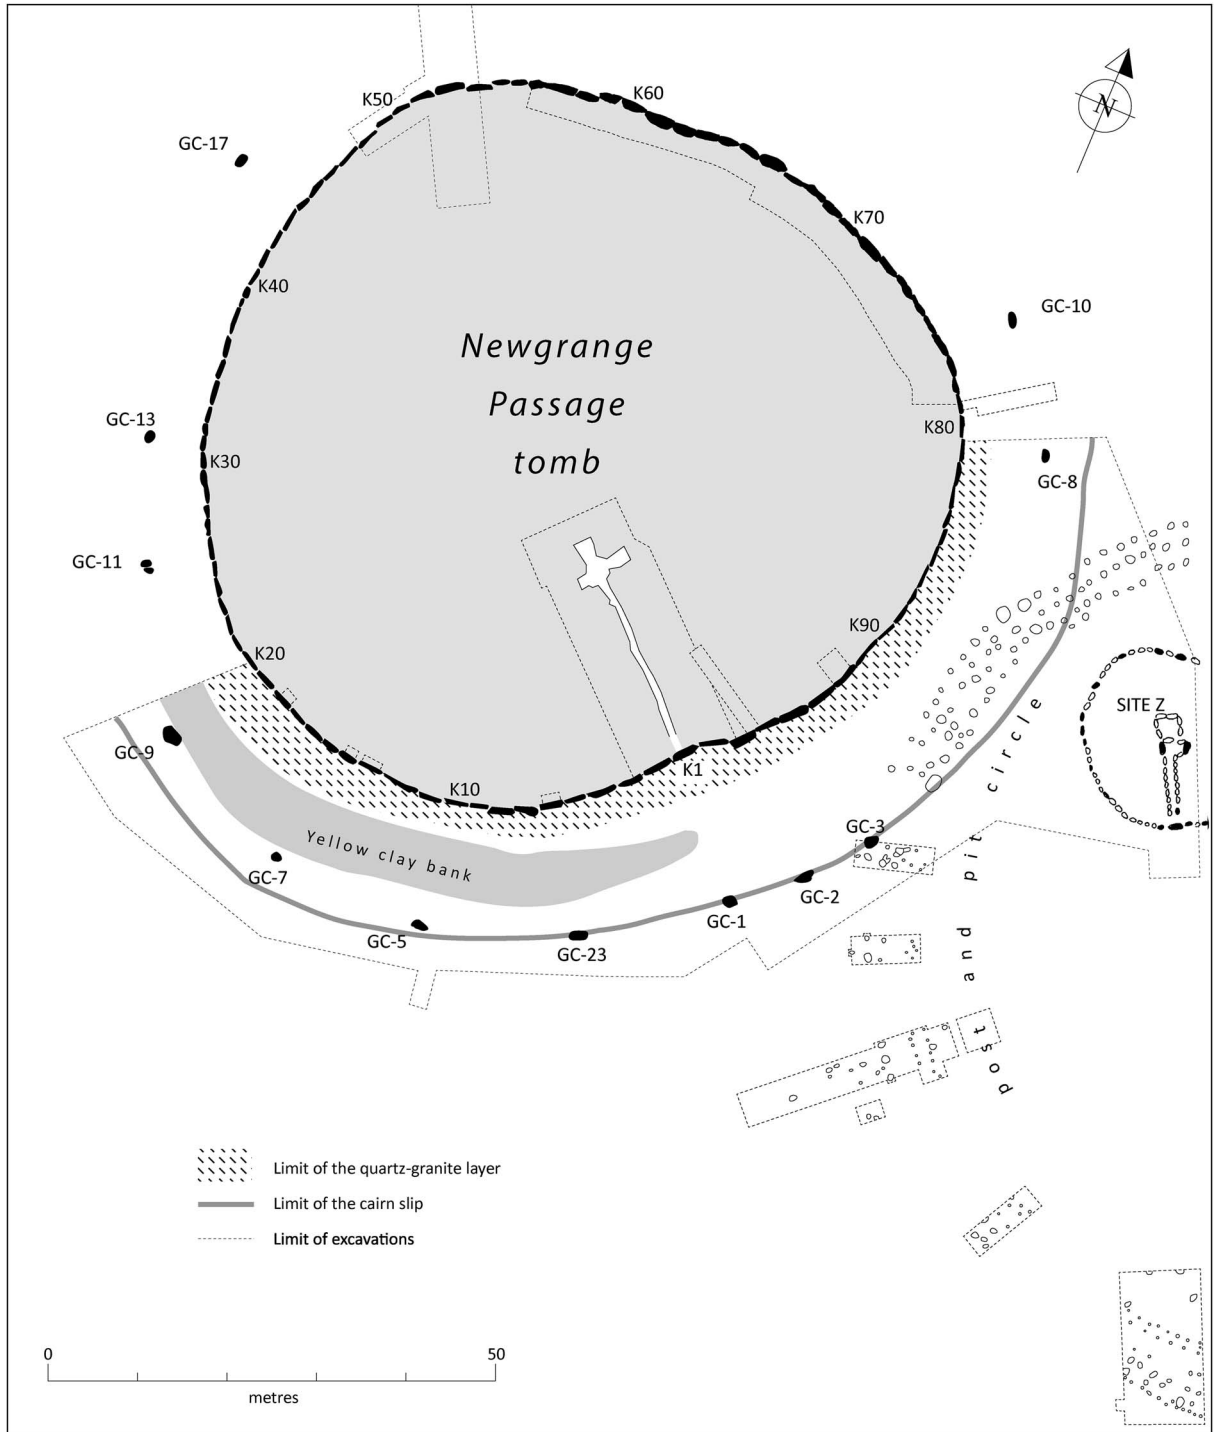 K50
K60
N
GC-17
K70
K40
GC-10
Newgrange
Passage
tomb
GC-13
K80
K30
GC-8
GC-11
K90
K20
SITE Z
GC-9
K1
K10
Yellow clay bank
GC-3
GC-7
GC-2
GC-1
GC-5
GC-23
post and pit circle
Limit of the quartz-granite layer
Limit of the cairn slip
Limit of excavations
0 50
metres